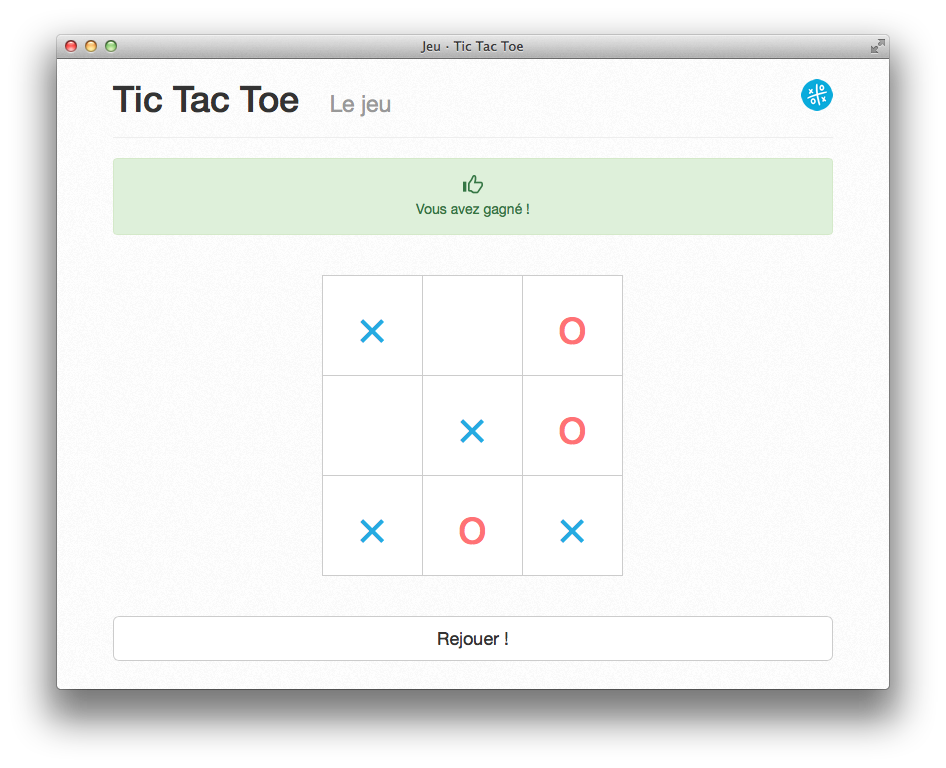 Jeu · Tic Tac Toe
Tic Tac Toe Le jeu
Vous avez gagné !
X O
X O
X O X
Rejouer !